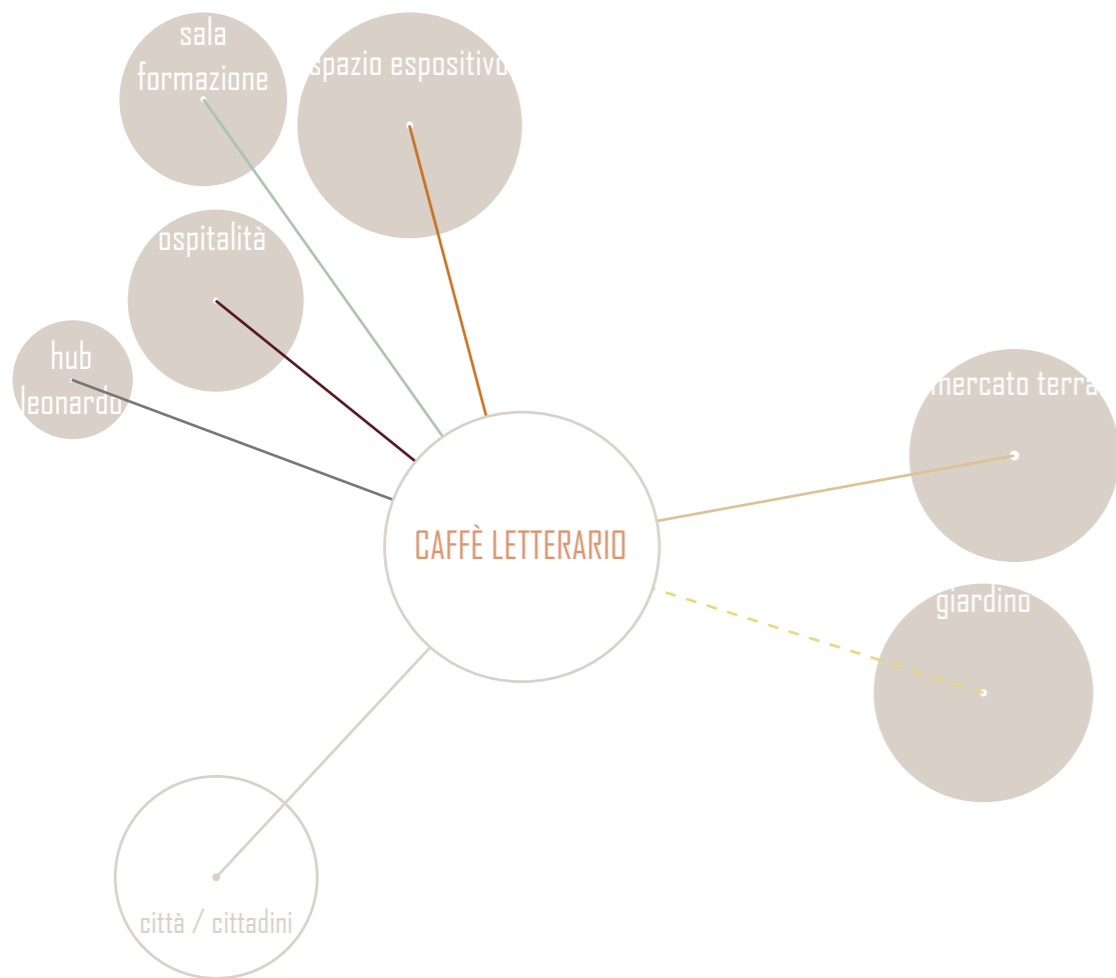 sala
formazione
spazio espositivo
ospitalità
hub
leonardo
mercato terra
giardino
CAFFÈ LETTERARIO
città / cittadini